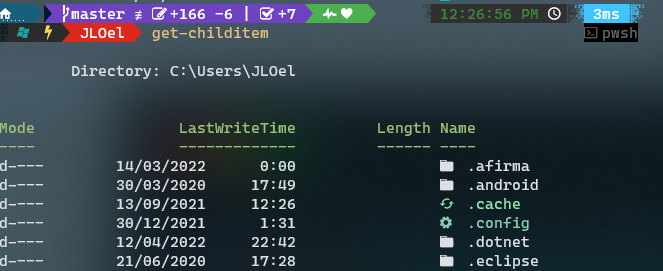 master ≢ +166 -6 | +7 12:26:56 PM 3ms
JLOel get-childitem pwsh
Directory: C:\Users\JLOel
Mode LastWriteTime Length Name
---- ------------- ------ ----
d---- 14/03/2022 0:00 .afirma
d---- 30/03/2020 17:49 .android
d---- 13/09/2021 12:26 .cache
d---- 30/12/2021 1:31 .config
d---- 12/04/2022 22:42 .dotnet
d---- 21/06/2020 17:28 .eclipse